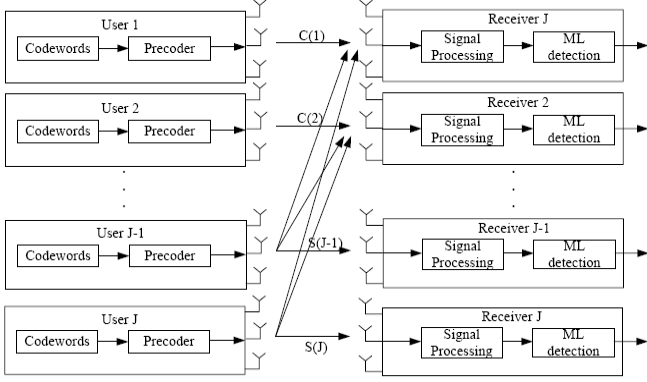 User 1
Codewords
Precoder
C(1)
Receiver J
Signal
Processing
ML
detection
User 2
Codewords
Precoder
C(2)
Receiver 2
Signal
Processing
ML
detection
User J-1
Codewords
Precoder
S(J-1)
Receiver J-1
Signal
Processing
ML
detection
User J
Codewords
Precoder
S(J)
Receiver J
Signal
Processing
ML
detection